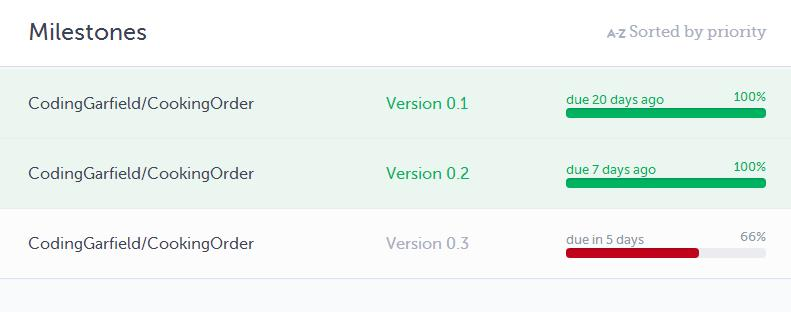 Milestones
A-Z Sorted by priority
CodingGarfield/CookingOrder
Version 0.1
due 20 days ago
100%
CodingGarfield/CookingOrder
Version 0.2
due 7 days ago
100%
CodingGarfield/CookingOrder
Version 0.3
due in 5 days
66%